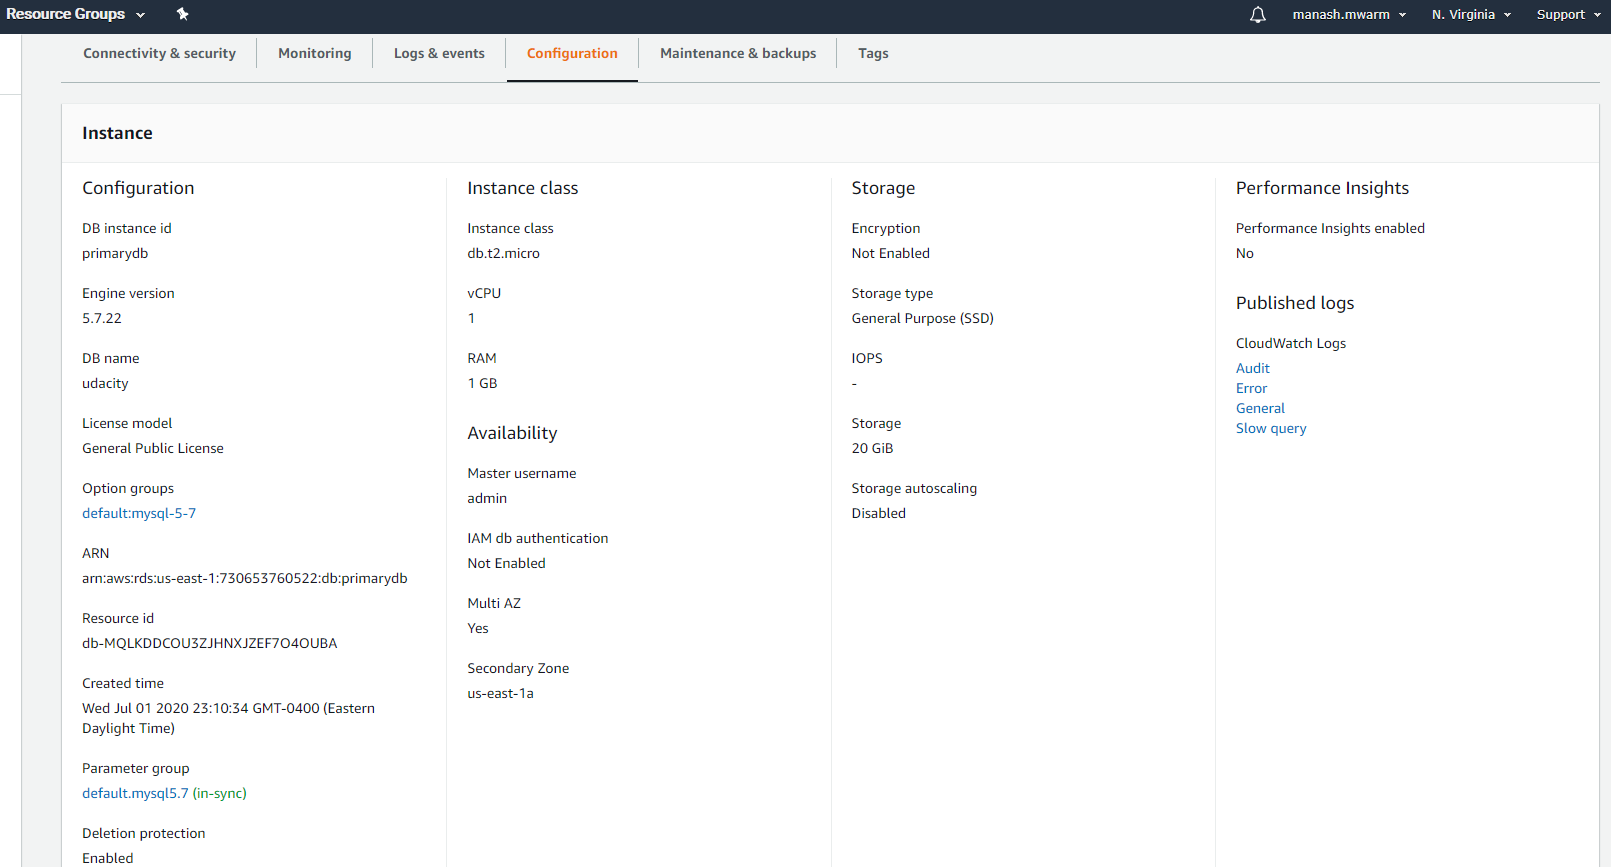 Resource Groups
manash.mwarm
N. Virginia
Support
Connectivity & security
Monitoring
Logs & events
Configuration
Maintenance & backups
Tags
Instance
Configuration
DB instance id
primarydb
Engine version
5.7.22
DB name
udacity
License model
General Public License
Option groups
default:mysql-5-7
ARN
arn:aws:rds:us-east-1:730653760522:db:primarydb
Resource id
db-MQLKDDCOU3ZJHNXJZEF7O4OUBA
Created time
Wed Jul 01 2020 23:10:34 GMT-0400 (Eastern
Daylight Time)
Parameter group
default.mysql5.7 (in-sync)
Deletion protection
Enabled
Instance class
Instance class
db.t2.micro
vCPU
1
RAM
1 GB
Availability
Master username
admin
IAM db authentication
Not Enabled
Multi AZ
Yes
Secondary Zone
us-east-1a
Storage
Encryption
Not Enabled
Storage type
General Purpose (SSD)
IOPS
-
Storage
20 GiB
Storage autoscaling
Disabled
Performance Insights
Performance Insights enabled
No
Published logs
CloudWatch Logs
Audit
Error
General
Slow query